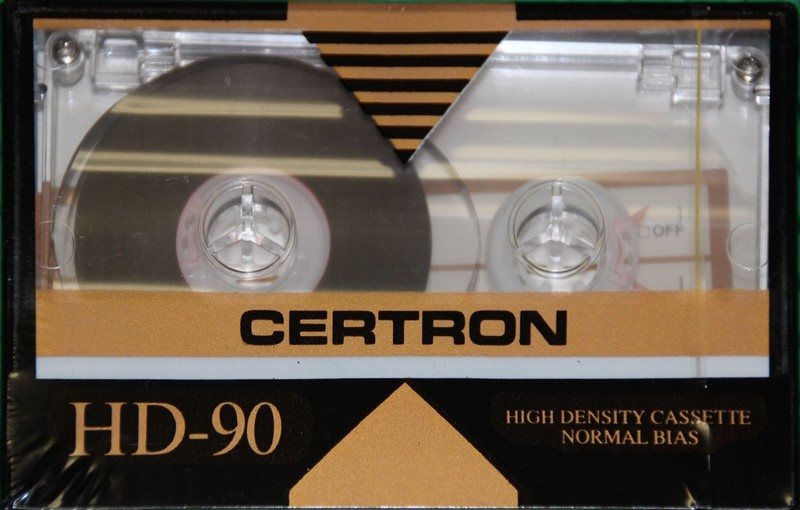 OFF
CERTRON
HD-90
HIGH DENSITY CASSETTE
NORMAL BIAS